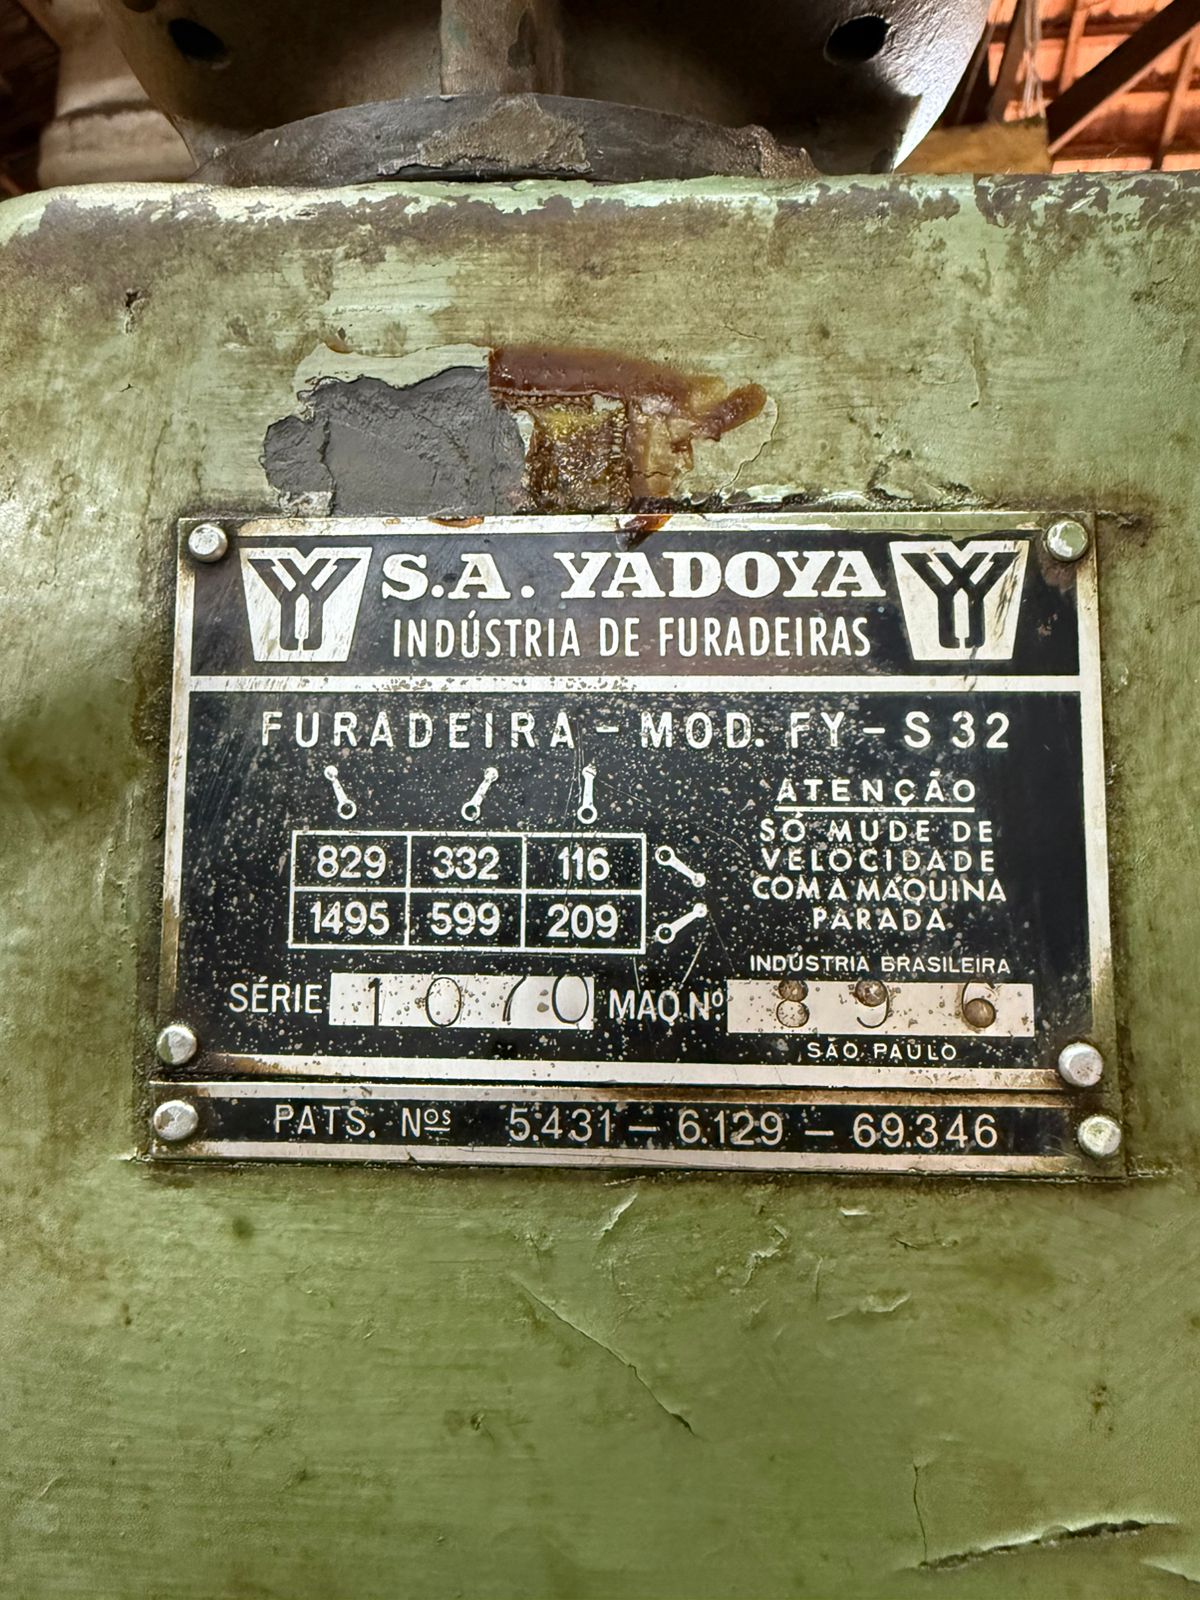 S.A. YADOYA
INDÚSTRIA DE FURADEIRAS
FURADEIRA - MOD. FY - S 32
829 332 116
1495 599 209
ATENÇÃO
SÓ MUDE DE
VELOCIDADE
COM A MÁQUINA
PARADA
INDÚSTRIA BRASILEIRA
SÉRIE 1070 MAQ Nº. 896
SÃO PAULO
PATS. Nos 5.431 - 6.129 - 69.346